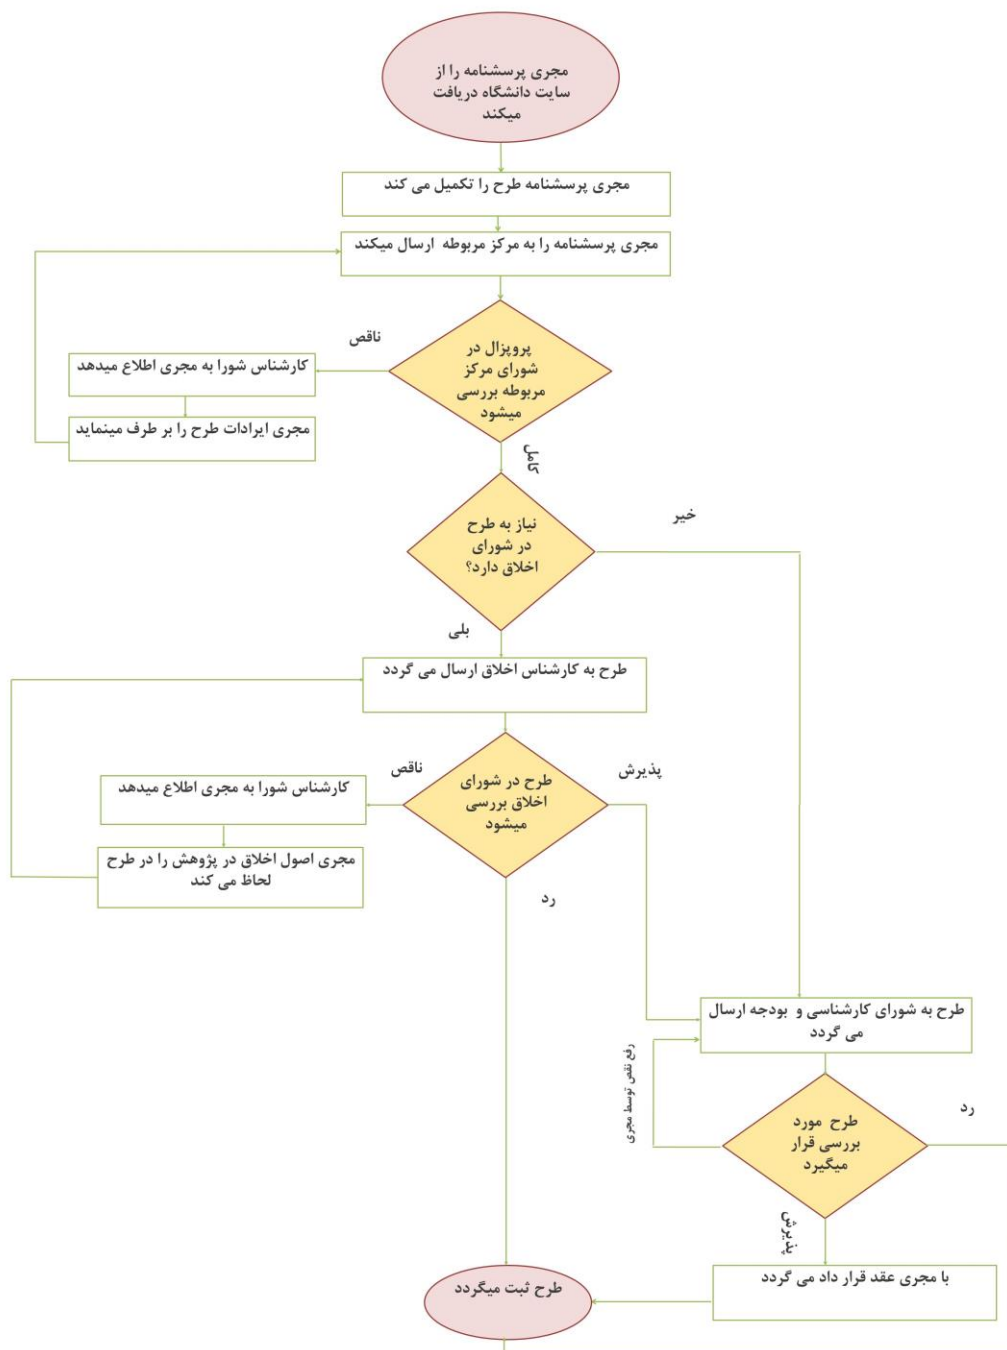 مجری پرسشنامه را از
سایت دانشگاه دریافت
میکند
مجری پرسشنامه طرح را تکمیل می کند
مجری پرسشنامه را به مرکز مربوطه ارسال میکند
پروپزال در
شورای مرکز
مربوطه بررسی
میشود
ناقص
کارشناس شورا به مجری اطلاع میدهد
مجری ایرادات طرح را بر طرف مینماید
کامل
نیاز به طرح
در شورای
اخلاق دارد؟
خیر
بلی
طرح به کارشناس اخلاق ارسال می گردد
طرح در شورای
اخلاق بررسی
میشود
پذیرش
ناقص
کارشناس شورا به مجری اطلاع میدهد
مجری اصول اخلاق در پژوهش را در طرح
لحاظ می کند
رد
طرح به شورای کارشناسی و بودجه ارسال
می گردد
رفع نقص توسط مجری
طرح مورد
بررسی قرار
میگیرد
رد
پذیرش
با مجری عقد قرار داد می گردد
طرح ثبت میگردد